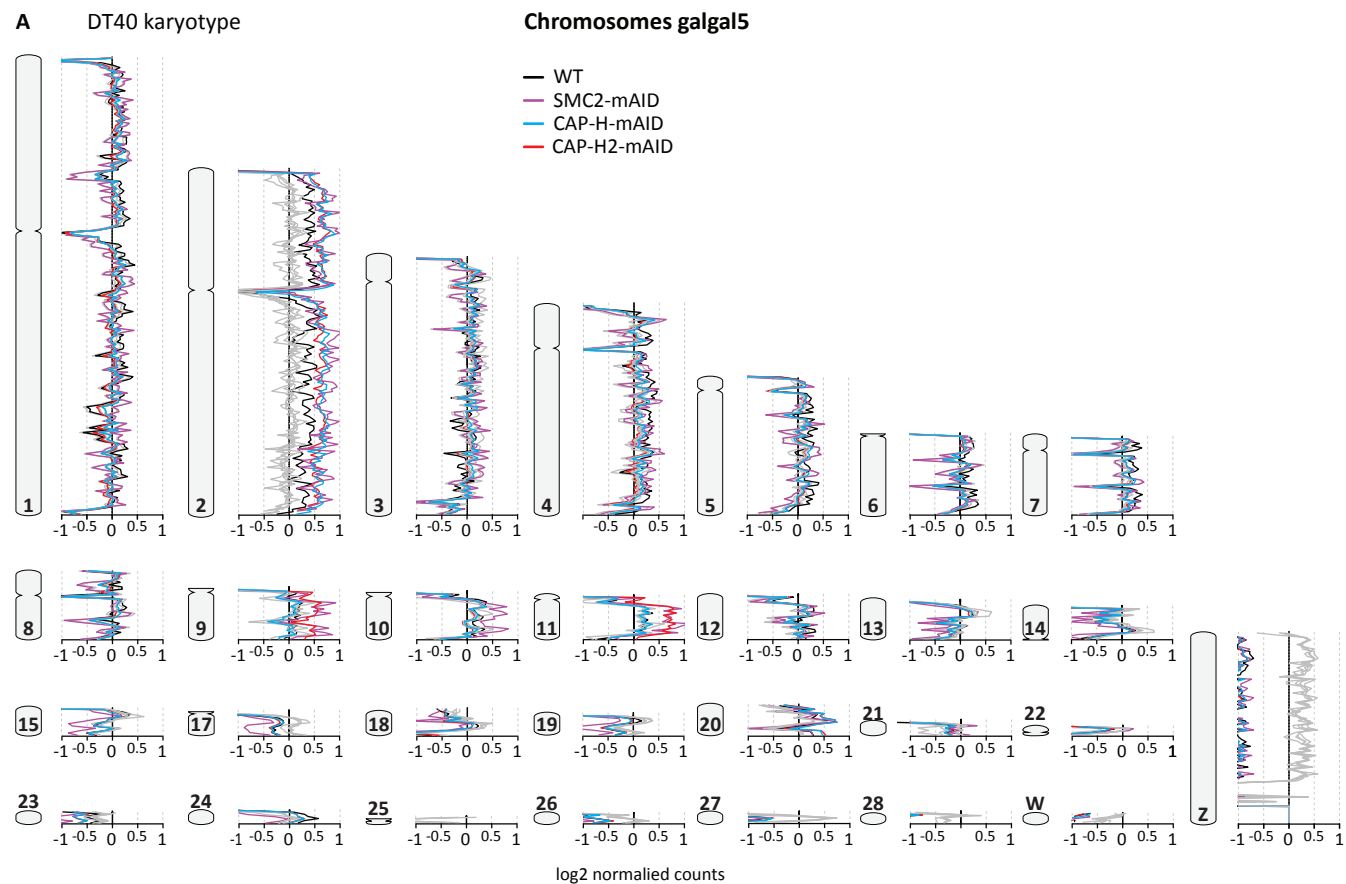 A DT40 karyotype Chromosomes galgal5
WT
SMC2-mAID
CAP-H-mAID
CAP-H2-mAID
1 2 3 4 5 6 7
-1 -0.5 0 0.5 1 -1 -0.5 0 0.5 1 -1 -0.5 0 0.5 1 -1 -0.5 0 0.5 1 -1 -0.5 0 0.5 1 -1 -0.5 0 0.5 1 -1 -0.5 0 0.5 1
8 9 10 11 12 13 14
-1 -0.5 0 0.5 1 -1 -0.5 0 0.5 1 -1 -0.5 0 0.5 1 -1 -0.5 0 0.5 1 -1 -0.5 0 0.5 1 -1 -0.5 0 0.5 1 -1 -0.5 0 0.5 1
15 17 18 19 20 21 22
-1 -0.5 0 0.5 1 -1 -0.5 0 0.5 1 -1 -0.5 0 0.5 1 -1 -0.5 0 0.5 1 -1 -0.5 0 0.5 1 -1 -0.5 0 0.5 1 -1 -0.5 0 0.5 1
23 24 25 26 27 28 W Z
-1 -0.5 0 0.5 1 -1 -0.5 0 0.5 1 -1 -0.5 0 0.5 1 -1 -0.5 0 0.5 1 -1 -0.5 0 0.5 1 -1 -0.5 0 0.5 1 -1 -0.5 0 0.5 1 -1 -0.5 0 0.5 1
log2 normalied counts